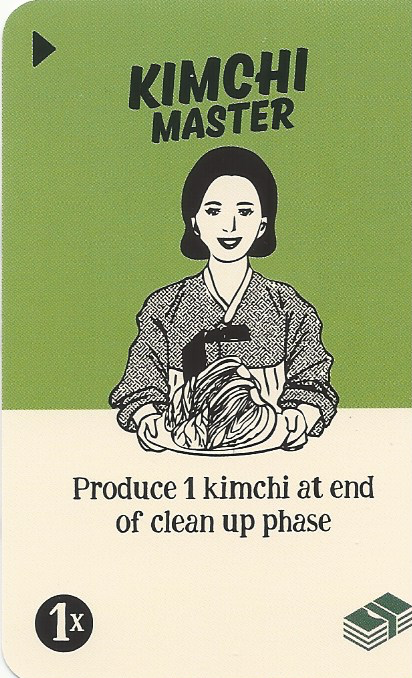 KIMCHI
MASTER
Produce 1 kimchi at end
of clean up phase
1x